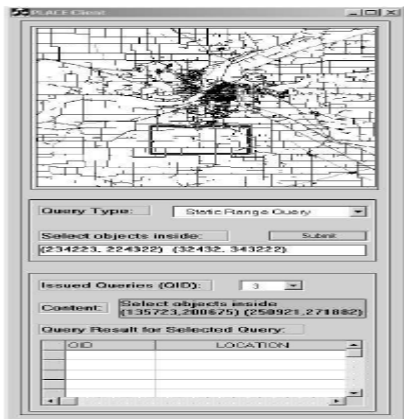 PLACE Client
Query Type: Static Range Query
Select objects inside: Submit
(234223, 224322) (32432, 343222)
Issued Queries (QID): 3
Content: Select objects inside
(135723,200675) (250921,271882)
Query Result for Selected Query:
OID LOCATION